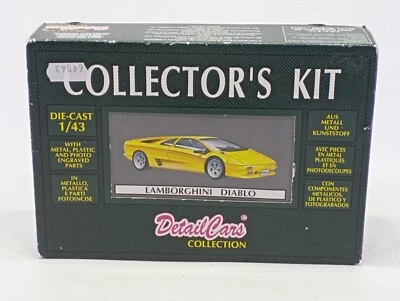 64843
COLLECTOR'S KIT
DIE-CAST
1/43
WITH
METAL, PLASTIC
AND PHOTO
ENGRAVED
PARTS
IN
METALLO,
PLASTICA
E PARTI
FOTOINCISE
LAMBORGHINI DIABLO
DetailCars
COLLECTION
AUS
METALL
UND
KUNSTSTOFF
AVEC PIECES
EN METAL,
PLASTIQUES
ET
PHOTODECOUPES
CON
COMPONENTES
METALICOS,
DE PLASTICO Y
FOTOGRABADOS